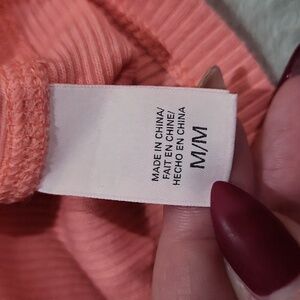 MADE IN CHINA/
FAIT EN CHINE/
HECHO EN CHINA
M/M